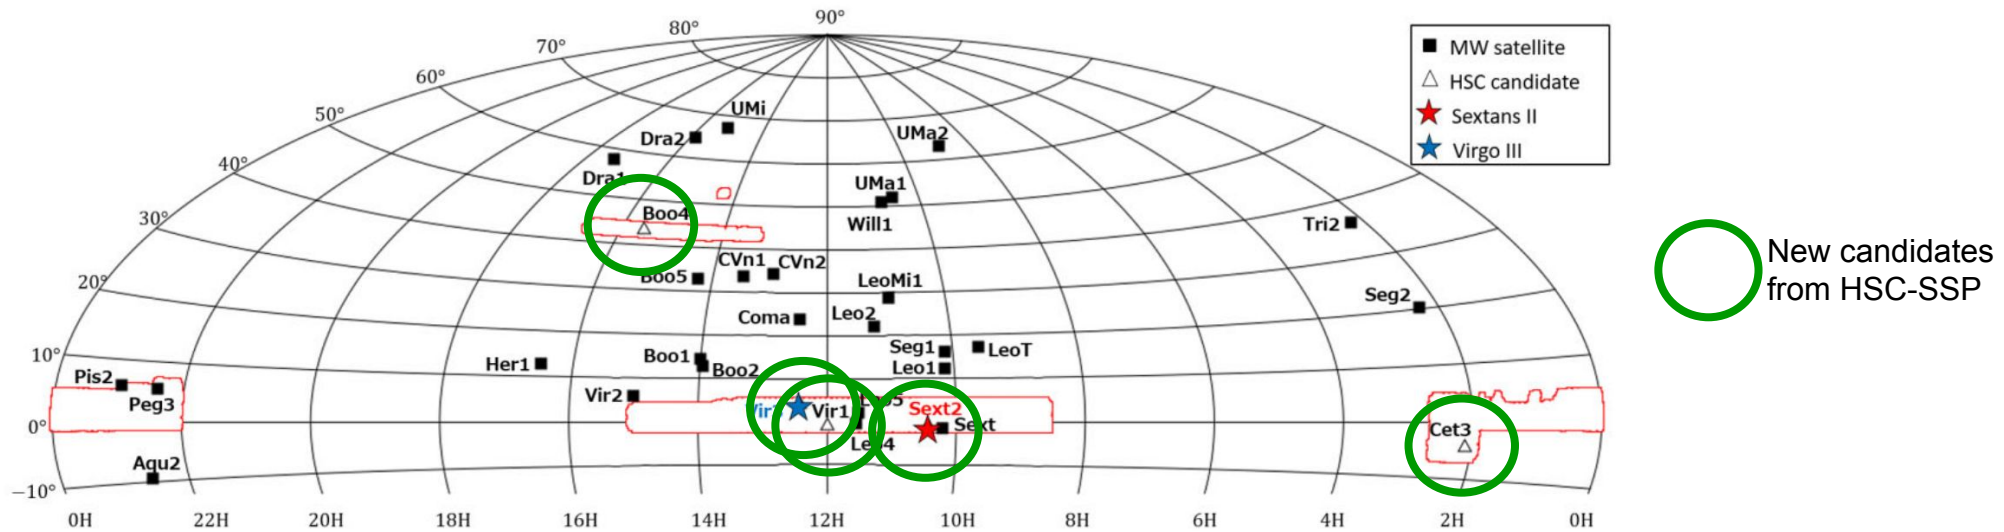 90°
80°
70°
60°
50°
40°
30°
20°
10°
0°
−10°
MW satellite
HSC candidate
Sextans II
Virgo III
UMi
Dra2
UMa2
Dra1
UMa1
Boo4
Will1
Tri2
CVn1
CVn2
Boo5
LeoMi1
Seg2
Coma
Leo2
Seg1
LeoT
Boo1
Her1
Leo1
Boo2
Pis2
Vir2
Peg3
Vir3
Vir1
Leo5
Sext2
Sext
Leo4
Cet3
Aqu2
0H 22H 20H 18H 16H 14H 12H 10H 8H 6H 4H 2H 0H
New candidates
from HSC-SSP